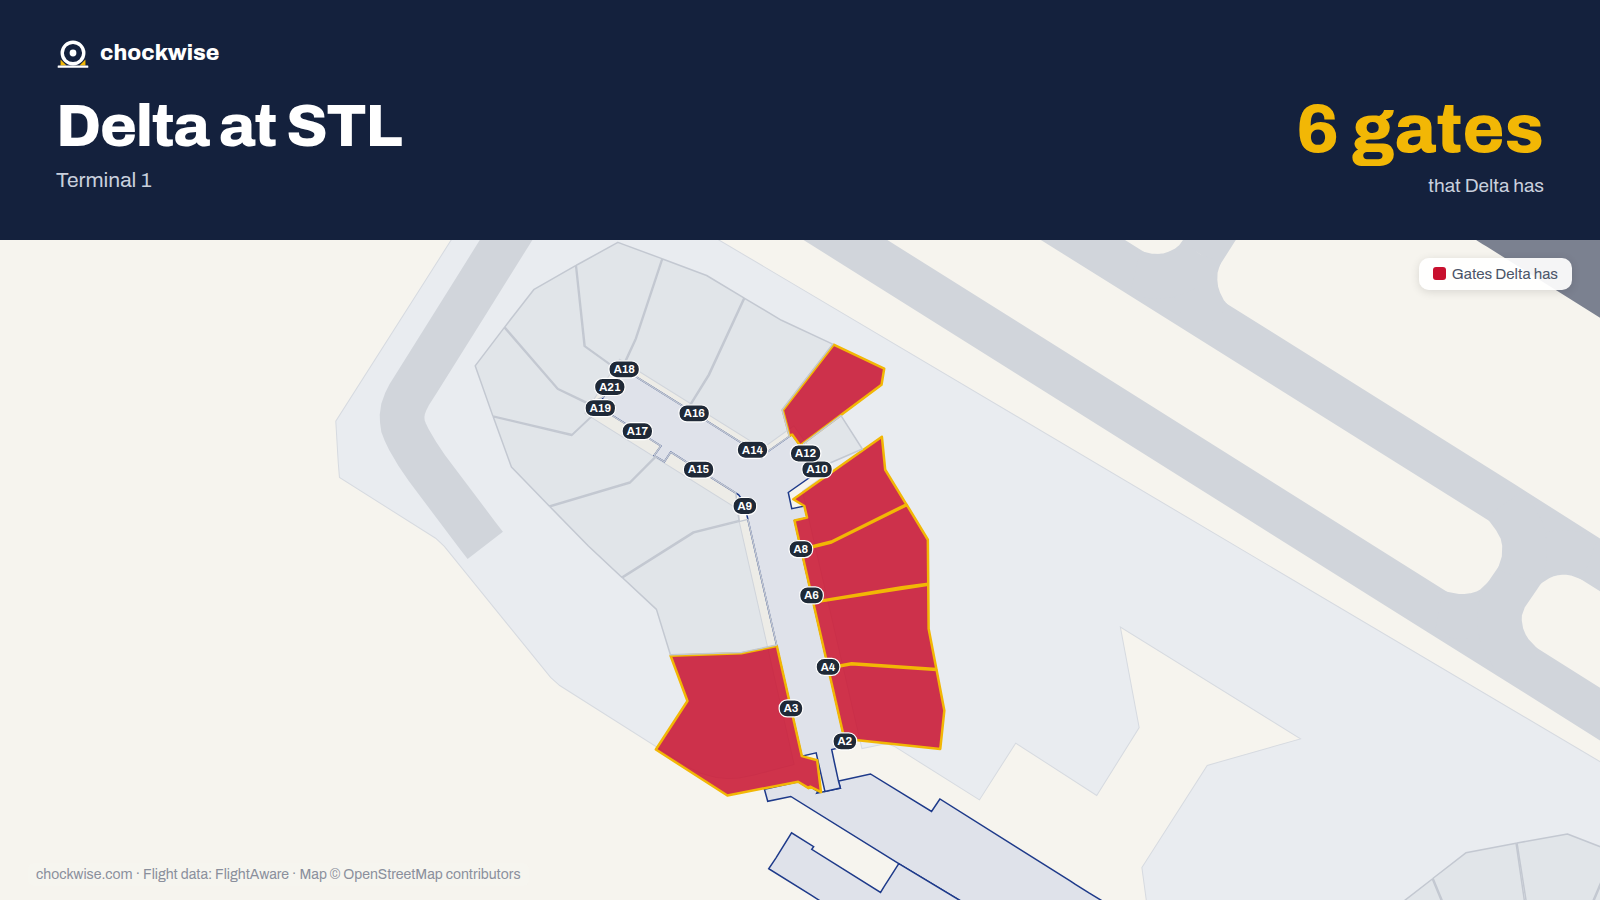 chockwise
Delta at STL
Terminal 1
6 gates
that Delta has
Gates Delta has
A18
A21
A19
A16
A17
A14
A12
A15
A10
A9
A8
A6
A4
A3
A2
chockwise.com · Flight data: FlightAware · Map © OpenStreetMap contributors